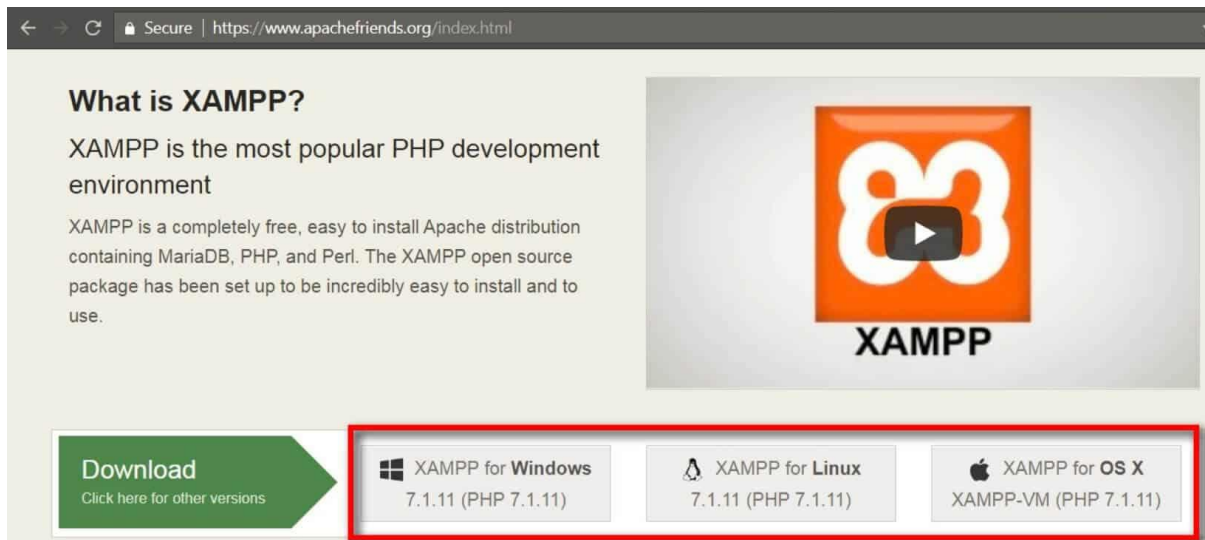 Secure | https://www.apachefriends.org/index.html
What is XAMPP?
XAMPP is the most popular PHP development
environment
XAMPP is a completely free, easy to install Apache distribution
containing MariaDB, PHP, and Perl. The XAMPP open source
package has been set up to be incredibly easy to install and to
use.
XAMPP
Download
Click here for other versions
XAMPP for Windows
7.1.11 (PHP 7.1.11)
XAMPP for Linux
7.1.11 (PHP 7.1.11)
XAMPP for OS X
XAMPP-VM (PHP 7.1.11)